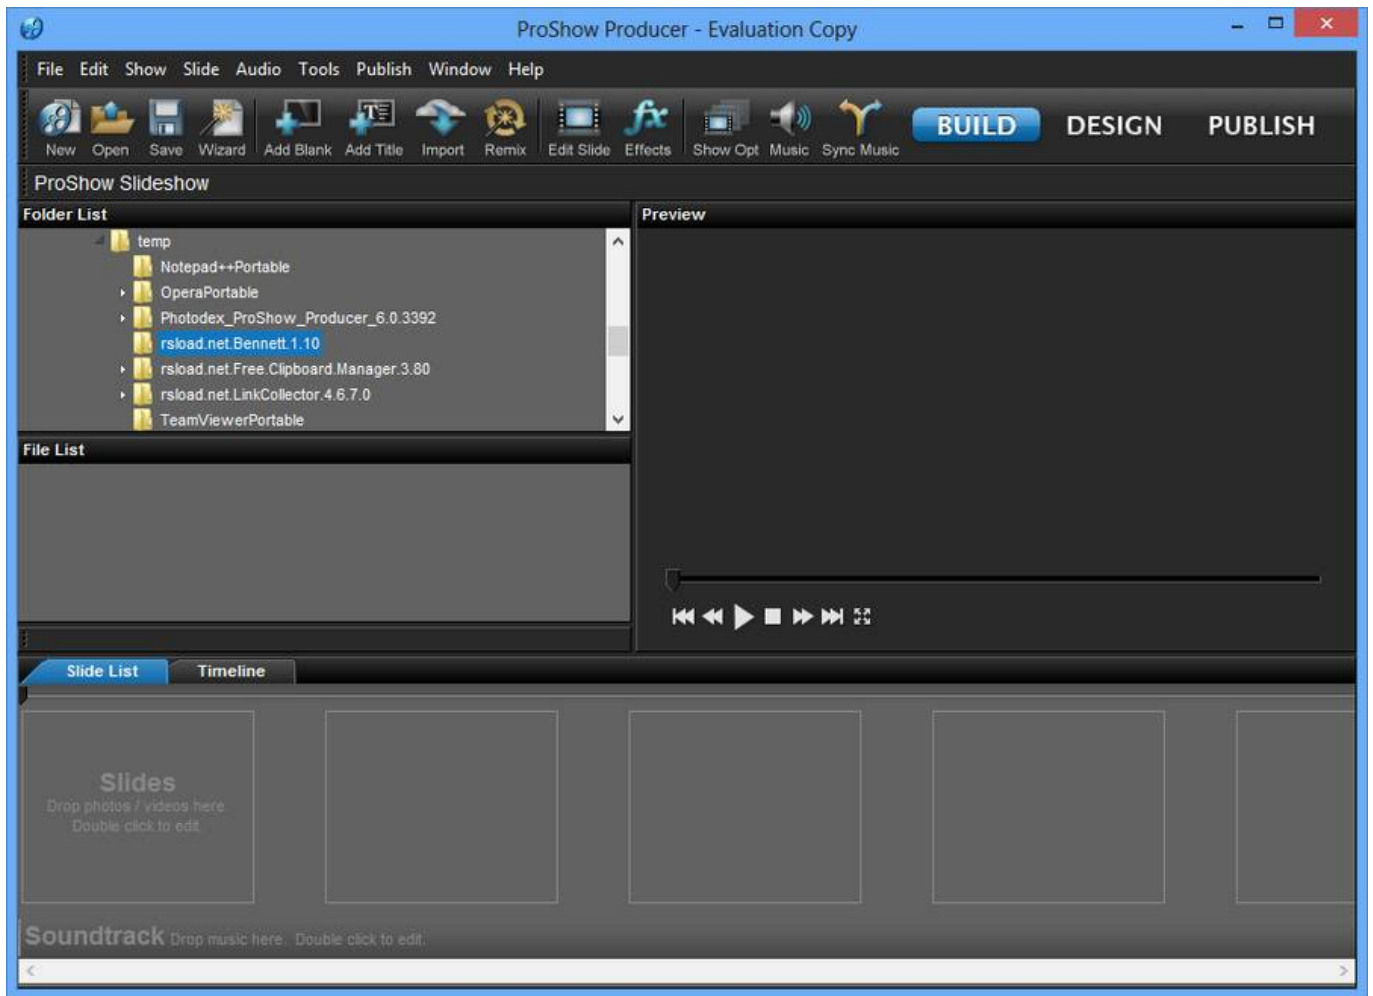 ProShow Producer - Evaluation Copy
File Edit Show Slide Audio Tools Publish Window Help
New Open Save Wizard Add Blank Add Title Import Remix Edit Slide Effects Show Opt Music Sync Music BUILD DESIGN PUBLISH
ProShow Slideshow
Folder List
temp
Notepad++Portable
OperaPortable
Photodex_ProShow_Producer_6.0.3392
rsload.net.Bennett.1.10
rsload.net.Free.Clipboard.Manager.3.80
rsload.net.LinkCollector.4.6.7.0
TeamViewerPortable
File List
Preview
Slide List Timeline
Slides
Drop photos / videos here.
Double click to edit.
Soundtrack Drop music here. Double click to edit.